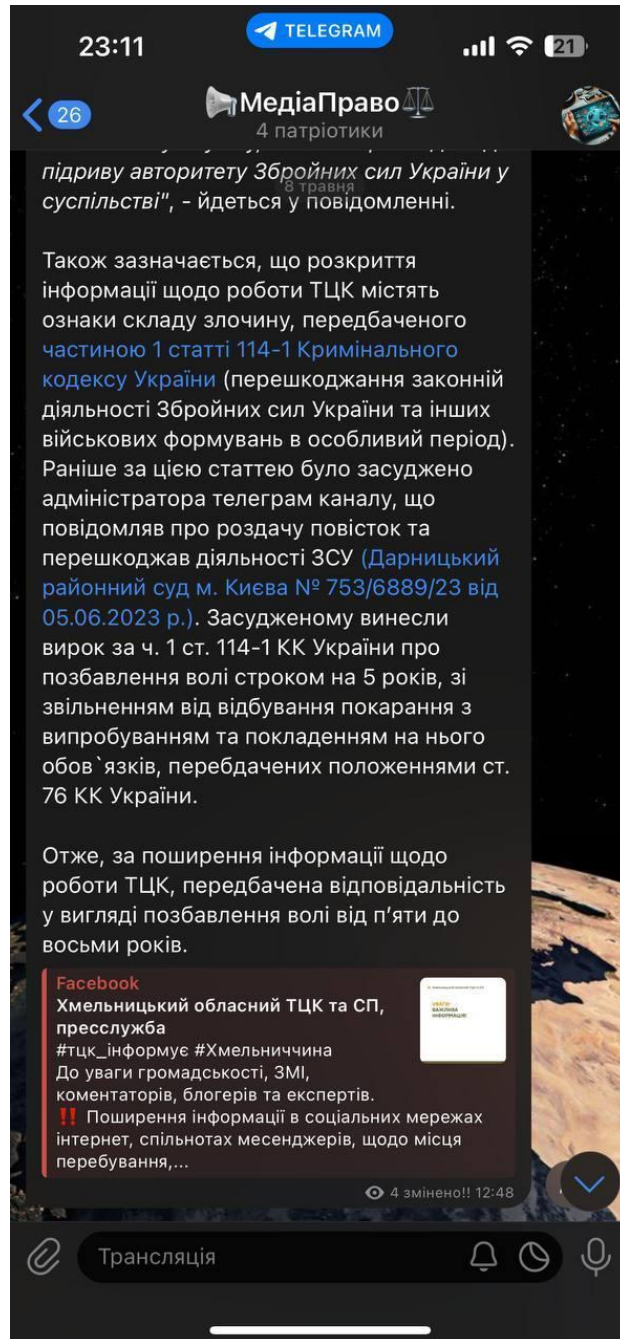 23:11
TELEGRAM
21
26
МедіаПраво
4 патріотики
підриву авторитету Збройних сил України у
8 травня
суспільстві", - йдеться у повідомленні.
Також зазначається, що розкриття
інформації щодо роботи ТЦК містять
ознаки складу злочину, передбаченого
частиною 1 статті 114-1 Кримінального
кодексу України (перешкоджання законній
діяльності Збройних сил України та інших
військових формувань в особливий період).
Раніше за цією статтею було засуджено
адміністратора телеграм каналу, що
повідомляв про роздачу повісток та
перешкоджав діяльності ЗСУ (Дарницький
районний суд м. Києва № 753/6889/23 від
05.06.2023 р.). Засудженому винесли
вирок за ч. 1 ст. 114-1 КК України про
позбавлення волі строком на 5 років, зі
звільненням від відбування покарання з
випробуванням та покладенням на нього
обов`язків, перебдачених положеннями ст.
76 КК України.
Отже, за поширення інформації щодо
роботи ТЦК, передбачена відповідальність
у вигляді позбавлення волі від п’яти до
восьми років.
Facebook
Хмельницький обласний ТЦК та СП,
пресслужба
#тцк_інформує #Хмельниччина
До уваги громадськості, ЗМІ,
коментаторів, блогерів та експертів.
‼️ Поширення інформації в соціальних мережах
інтернет, спільнотах месенджерів, щодо місця
перебування,...
УВАГА!
ВАЖЛИВА
ІНФОРМАЦІЯ!
4 змінено!! 12:48
Трансляція